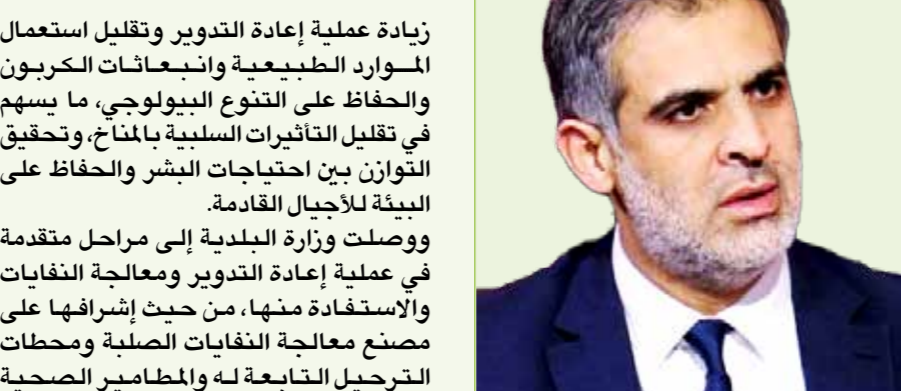 زيادة عملية إعادة التدوير وتقليل استعمال
الموارد الطبيعية وانبعاثات الكربون
والحفاظ على التنوع البيولوجي، ما يسهم
في تقليل التأثيرات السلبية بالمناخ، وتحقيق
التوازن بين احتياجات البشر والحفاظ على
البيئة للأجيال القادمة.
ووصلت وزارة البلدية إلى مراحل متقدمة
في عملية إعادة التدوير ومعالجة النفايات
والاستفادة منها، من حيث إشرافها على
مصنع معالجة النفايات الصلبة ومحطات
الترحيل التابعة له والمطامير الصحية